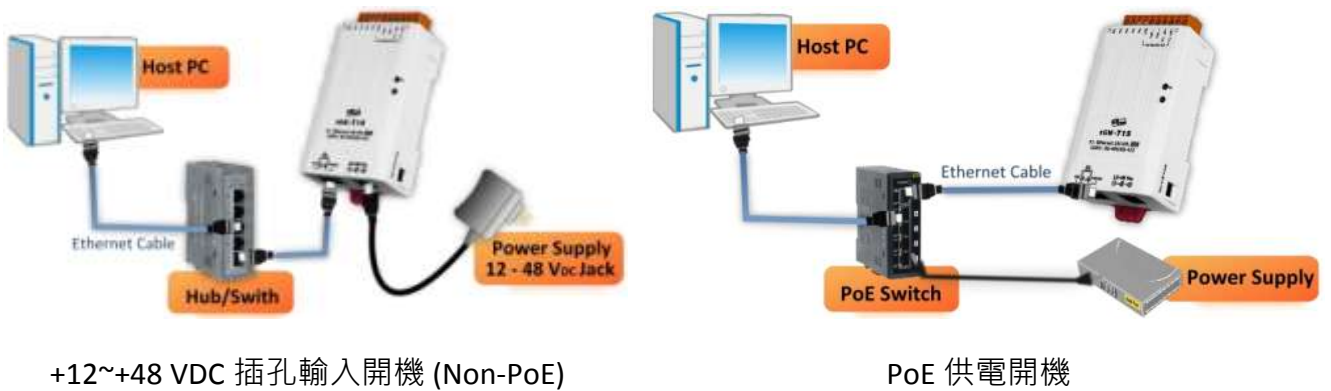 Host PC
Ethernet Cable
Hub/Swith
Power Supply
12 - 48 VDC Jack
+12~+48 VDC 插孔輸入開機 (Non-PoE)
Host PC
Ethernet Cable
PoE Switch
Power Supply
PoE 供電開機